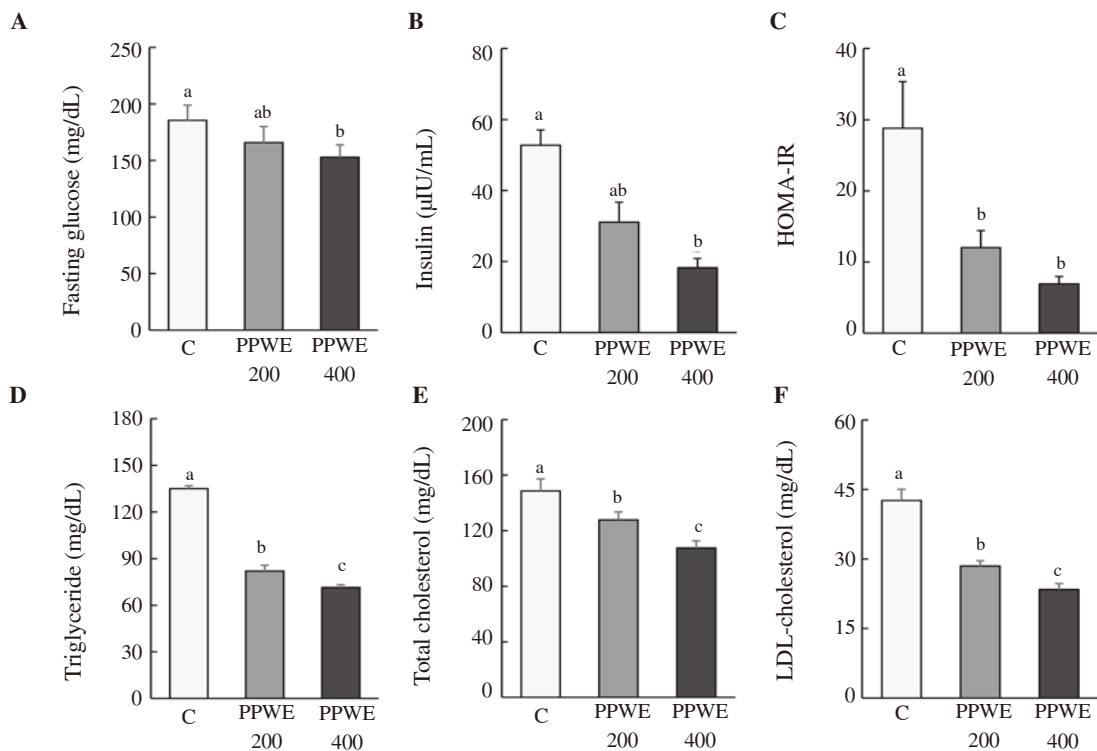 A
Fasting glucose (mg/dL)
250
200
150
100
50
0
a
ab
b
C
PPWE
200
PPWE
400
B
Insulin (µIU/mL)
80
60
40
20
0
a
ab
b
C
PPWE
200
PPWE
400
C
HOMA-IR
40
30
20
10
0
a
b
b
C
PPWE
200
PPWE
400
D
Triglyceride (mg/dL)
180
150
120
90
60
30
0
a
b
c
C
PPWE
200
PPWE
400
E
Total cholesterol (mg/dL)
200
160
120
80
40
0
a
b
c
C
PPWE
200
PPWE
400
F
LDL-cholesterol (mg/dL)
60
45
30
15
0
a
b
c
C
PPWE
200
PPWE
400